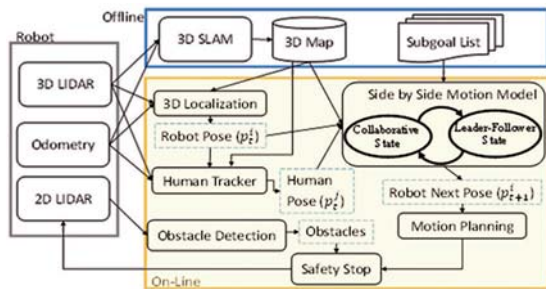 Offline
Robot
3D SLAM
3D Map
Subgoal List
3D LIDAR
Odometry
2D LIDAR
3D Localization
Robot Pose (p_t^i)
Human Tracker
Human
Pose (p_t^j)
Side by Side Motion Model
Collaborative
State
Leader-Follower
State
Robot Next Pose (p_{t+1}^i)
Obstacle Detection
Obstacles
Motion Planning
Safety Stop
On-Line